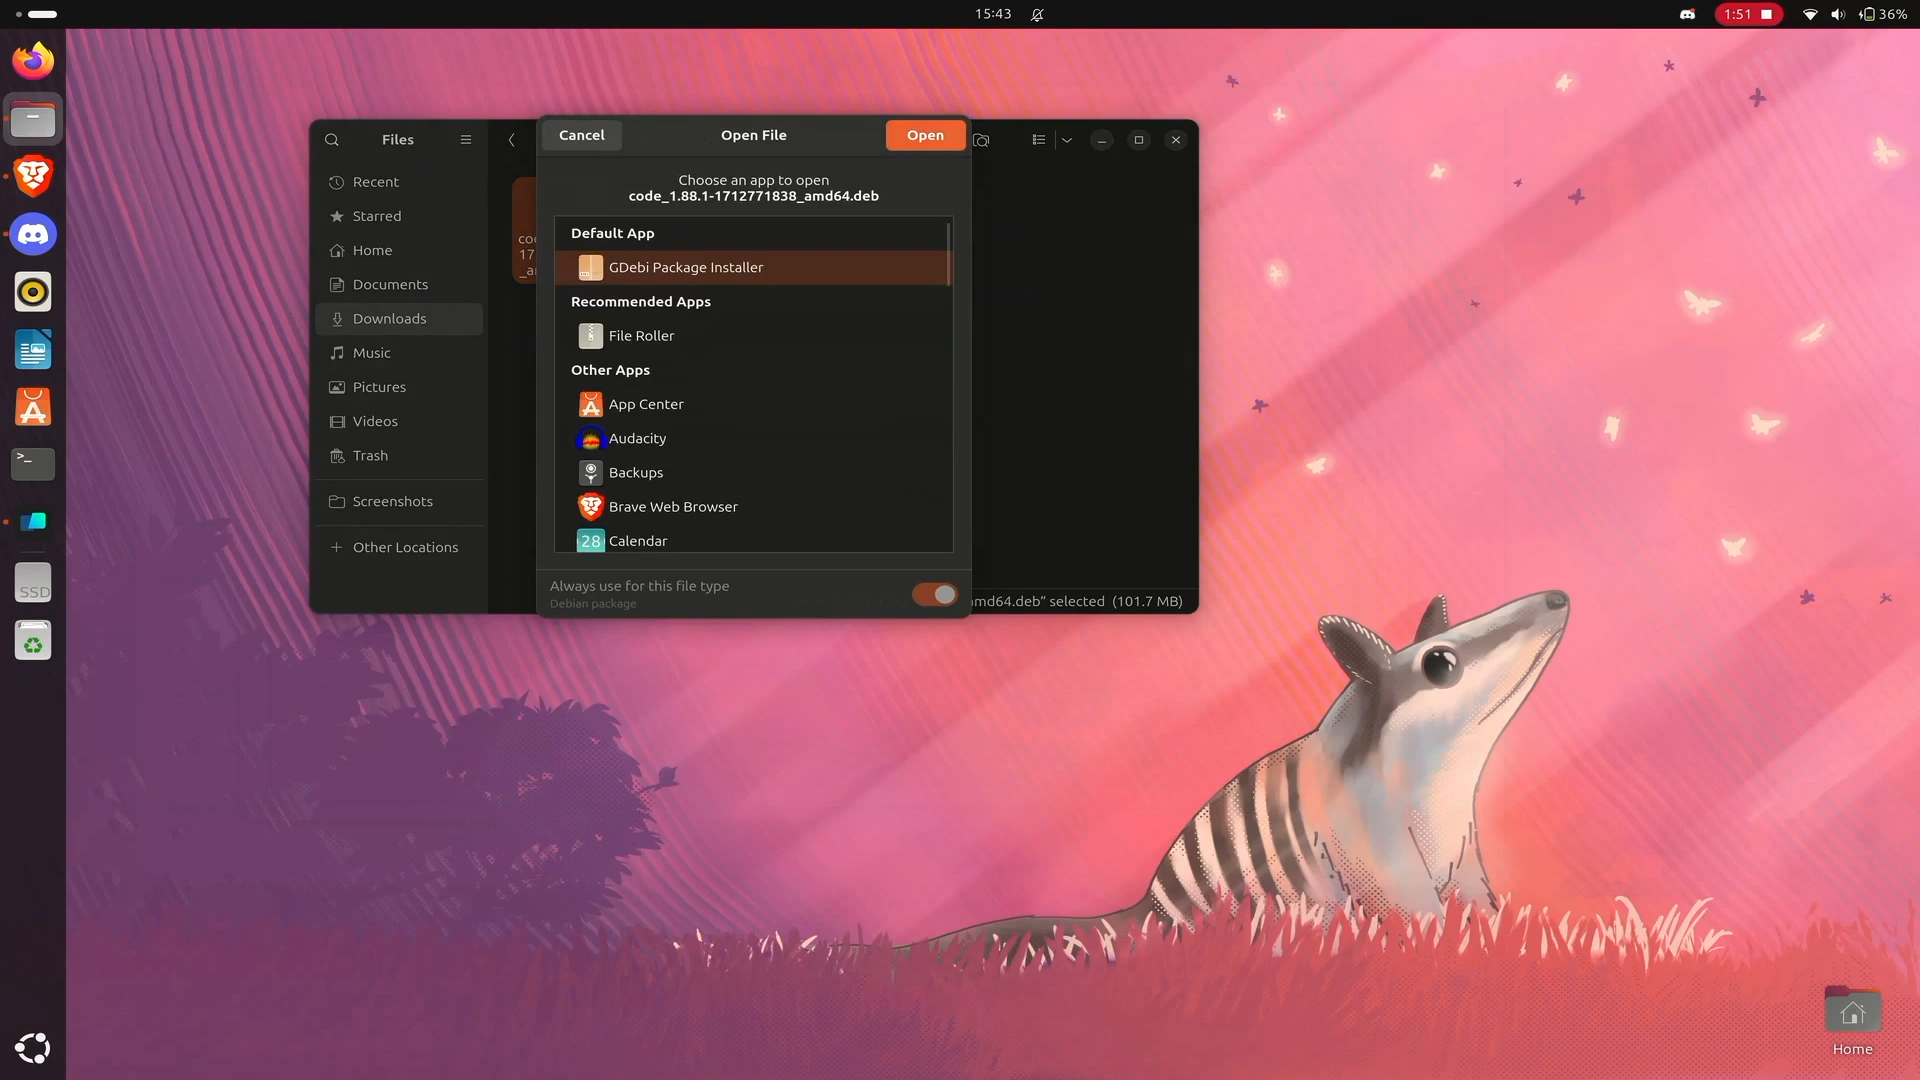 15:43
1:51
36%
Files
Cancel
Open File
Open
Choose an app to open
code_1.88.1-1712771838_amd64.deb
Recent
Starred
Home
Documents
Downloads
Music
Pictures
Videos
Trash
Screenshots
Other Locations
17
Default App
GDebi Package Installer
Recommended Apps
File Roller
Other Apps
App Center
Audacity
Backups
Brave Web Browser
28 Calendar
Always use for this file type
Debian package
amd64.deb” selected (101.7 MB)
>_
SSD
Home